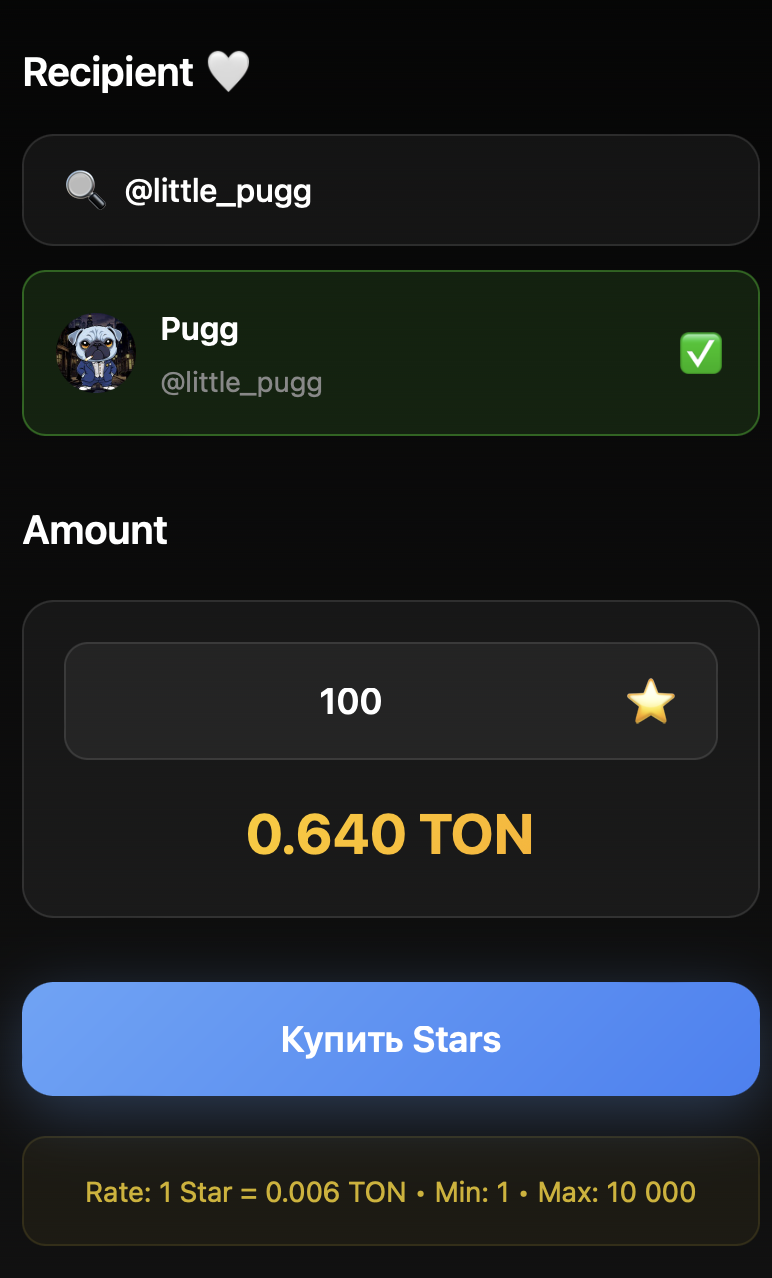 Recipient 🤍
@little_pugg
Pugg
@little_pugg
Amount
100
0.640 TON
Купить Stars
Rate: 1 Star = 0.006 TON • Min: 1 • Max: 10 000